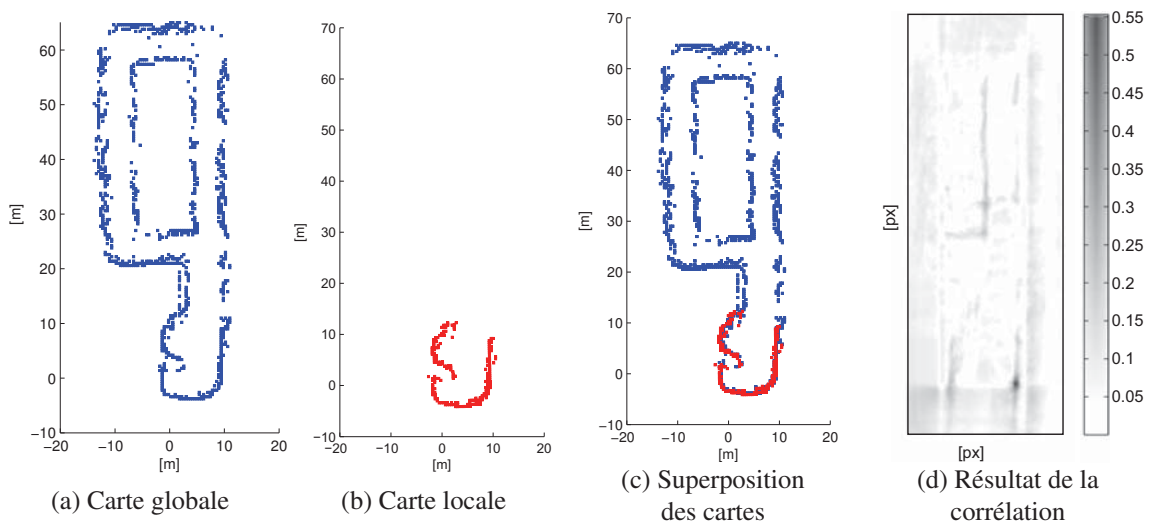 60
50
40
30
20
10
0
−10
[m]
−20 −10 0 10 20
[m]
(a) Carte globale
70
70
60
50
40
30
20
10
0
−10
[m]
−20 −10 0 10 20
[m]
(b) Carte locale
70
60
50
40
30
20
10
0
−10
[m]
−20 −10 0 10 20
[m]
(c) Superposition
des cartes
[px]
[px]
0.55
0.5
0.45
0.4
0.35
0.3
0.25
0.2
0.15
0.1
0.05
(d) Résultat de la
corrélation